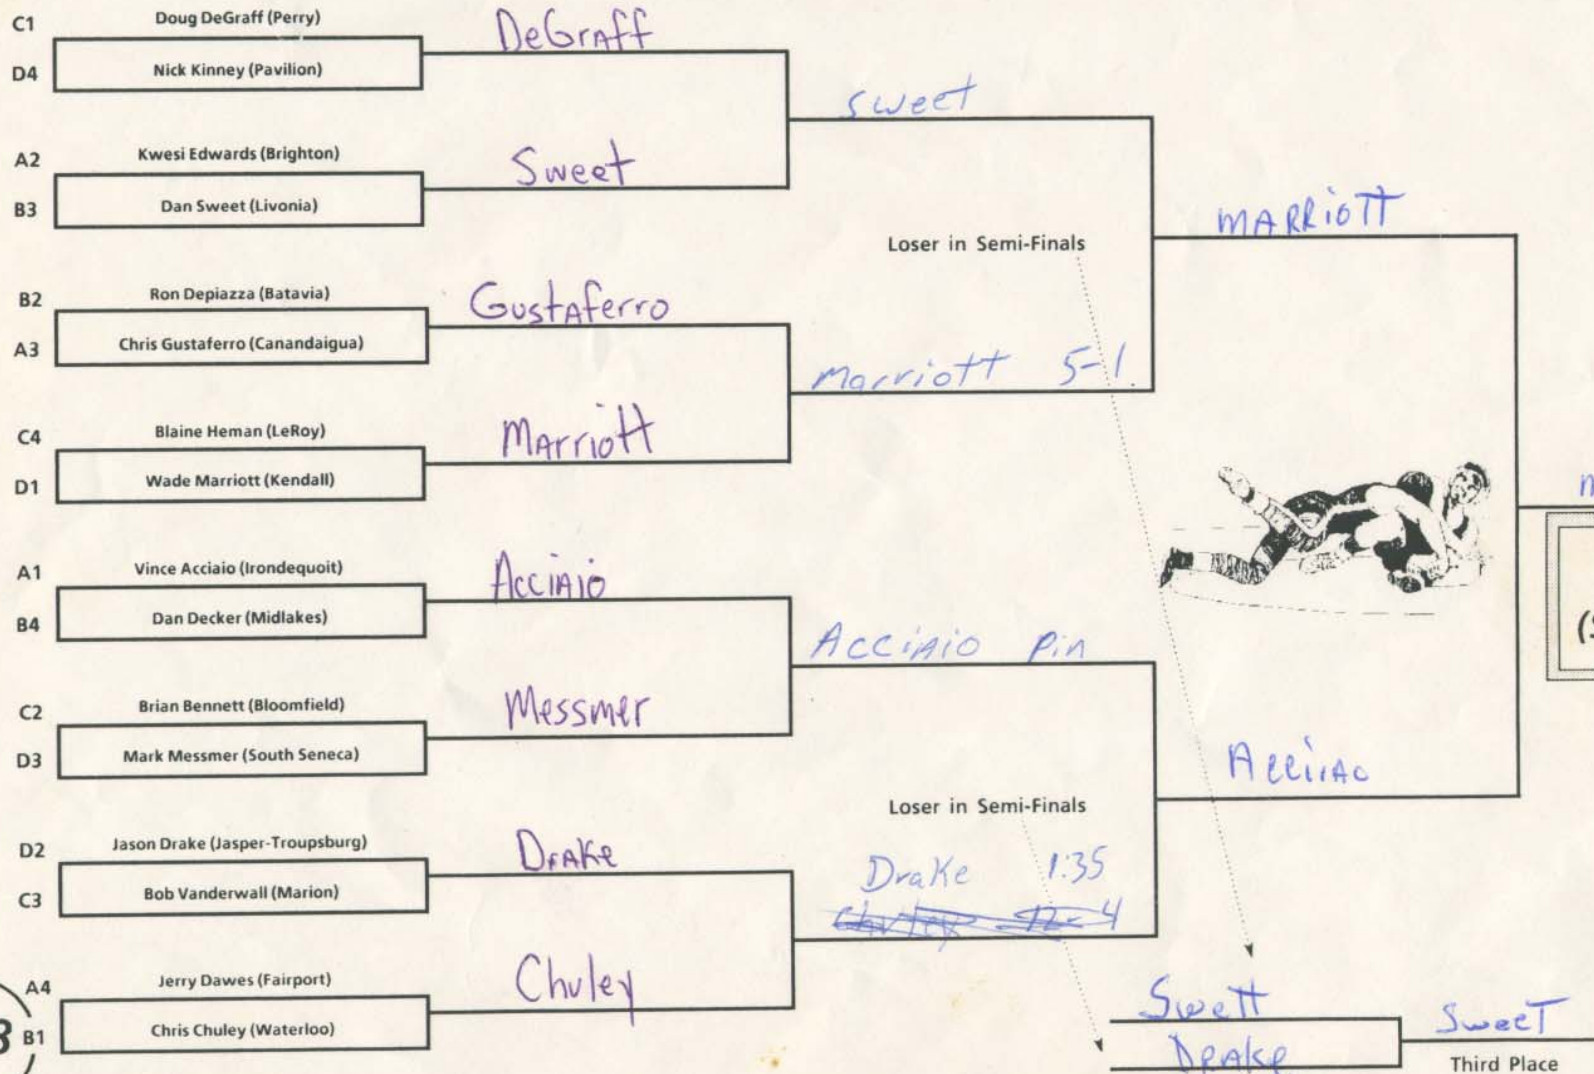 C1 Doug DeGraff (Perry)
DeGraff
D4 Nick Kinney (Pavilion)
sweet
A2 Kwesi Edwards (Brighton)
Sweet
B3 Dan Sweet (Livonia)
MARRIOTT
Loser in Semi-Finals
B2 Ron Depiazza (Batavia)
Gustaferro
A3 Chris Gustaferro (Canandaigua)
Marriott 5-1
C4 Blaine Heman (LeRoy)
Marriott
D1 Wade Marriott (Kendall)
A1 Vince Acciaio (Irondequoit)
Acciaio
B4 Dan Decker (Midlakes)
Acciaio Pin
C2 Brian Bennett (Bloomfield)
Messmer
D3 Mark Messmer (South Seneca)
Loser in Semi-Finals
D2 Jason Drake (Jasper-Troupsburg)
Drake
C3 Bob Vanderwall (Marion)
Drake 1:35
Chuley 12-4
A4 Jerry Dawes (Fairport)
Chuley
B1 Chris Chuley (Waterloo)
Swett
Sweet
DRAKE
Third Place